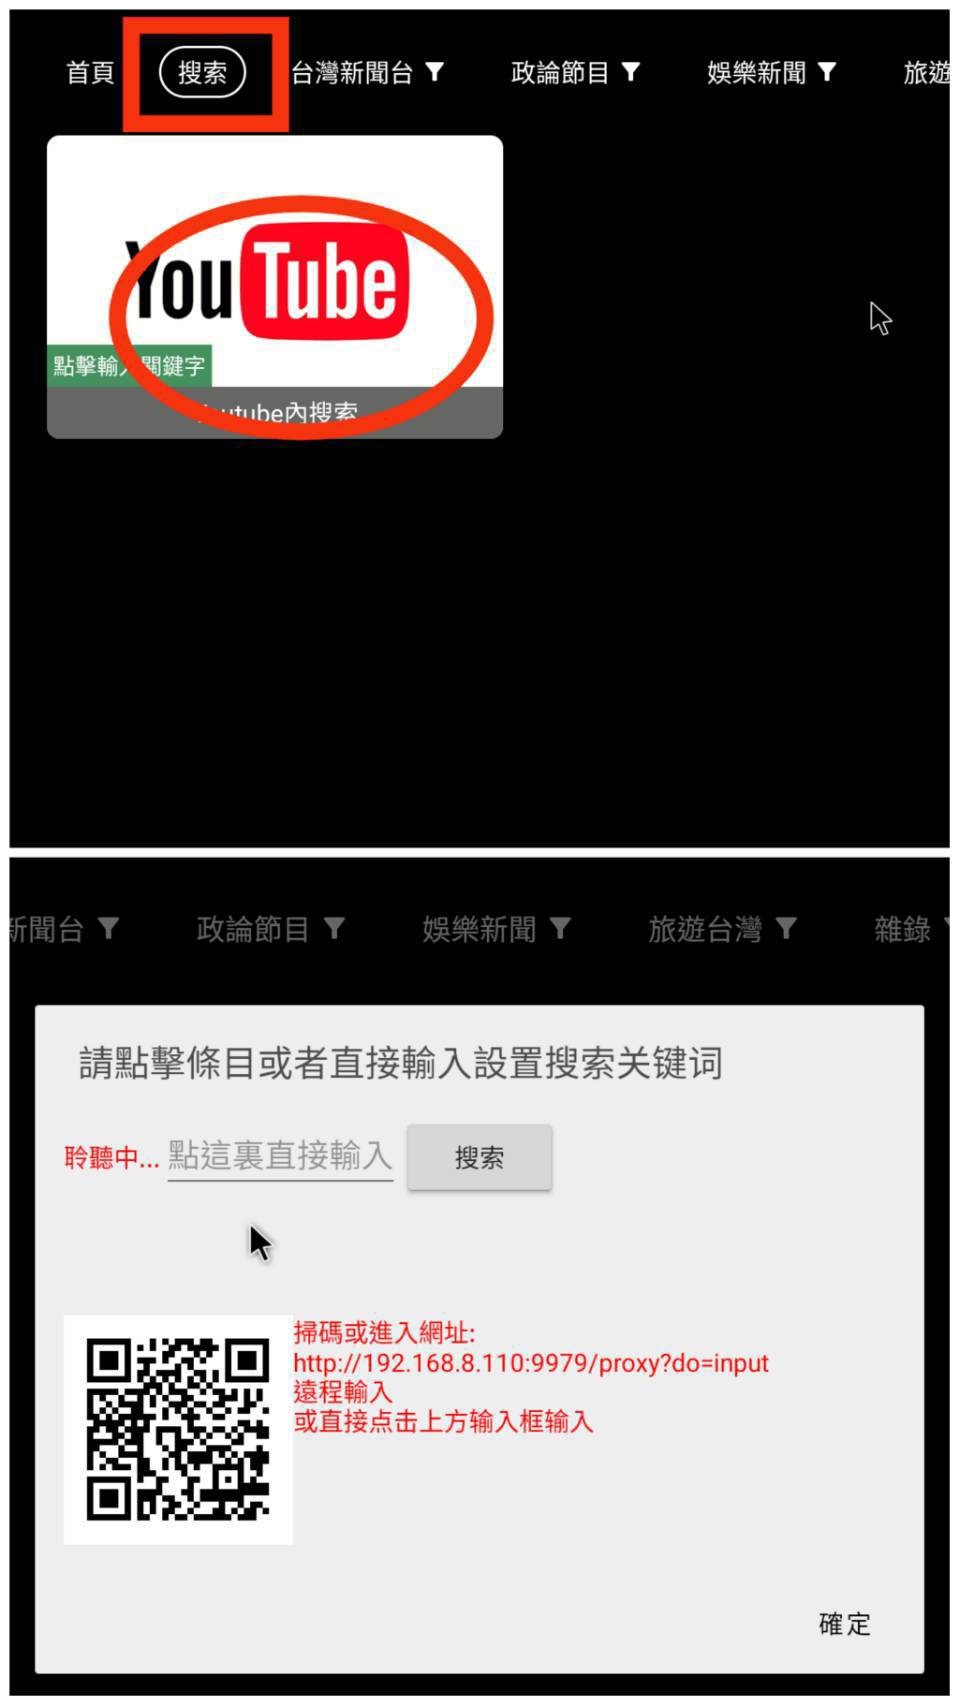 首頁 搜索 台灣新聞台 政論節目 娛樂新聞 旅遊
YouTube
點擊輸入關鍵字
Youtube內搜索
新聞台 政論節目 娛樂新聞 旅遊台灣 雜錄
請點擊條目或者直接輸入設置搜索关键词
聆聽中... 點這裏直接輸入 搜索
掃碼或進入網址:
http://192.168.8.110:9979/proxy?do=input
遠程輸入
或直接点击上方输入框输入
確定